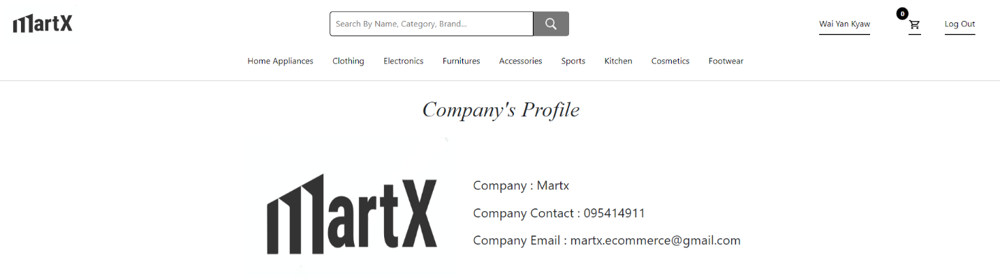 MartX
Search By Name, Category, Brand...
Wai Yan Kyaw
0
Log Out
Home Appliances Clothing Electronics Furnitures Accessories Sports Kitchen Cosmetics Footwear
Company's Profile
MartX
Company : Martx
Company Contact : 095414911
Company Email : martx.ecommerce@gmail.com